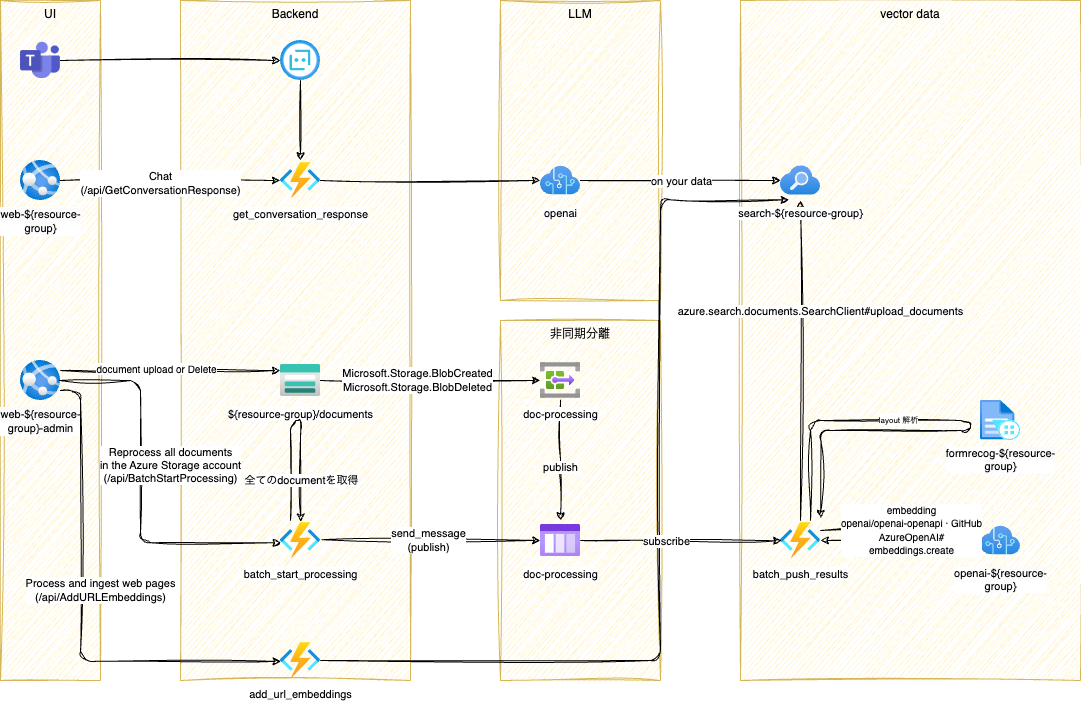 UI
Backend
LLM
vector data
T
Chat
(/api/GetConversationResponse)
web-${resource-
group}
get_conversation_response
openai
on your data
search-${resource-group}
azure.search.documents.SearchClient#upload_documents
非同期分離
document upload or Delete
Microsoft.Storage.BlobCreated
Microsoft.Storage.BlobDeleted
web-${resource-
group}-admin
${resource-group}/documents
doc-processing
layout 解析
formrecog-${resource-
group}
Reprocess all documents
in the Azure Storage account
(/api/BatchStartProcessing)
全てのdocumentを取得
publish
send_message
(publish)
subscribe
embedding
openai/openai-openapi · GitHub
AzureOpenAI#
embeddings.create
batch_start_processing
doc-processing
batch_push_results
openai-${resource-
group}
Process and ingest web pages
(/api/AddURLEmbeddings)
add_url_embeddings